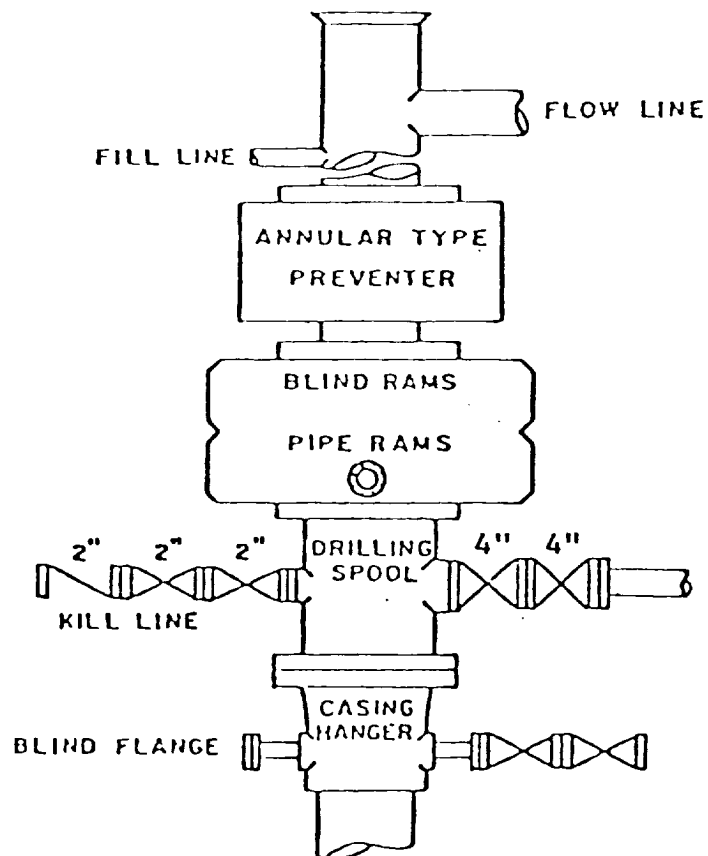 FLOW LINE
FILL LINE
ANNULAR TYPE
PREVENTER
BLIND RAMS
PIPE RAMS
2" 2" 2"
DRILLING
SPOOL
4" 4"
KILL LINE
CASING
HANGER
BLIND FLANGE